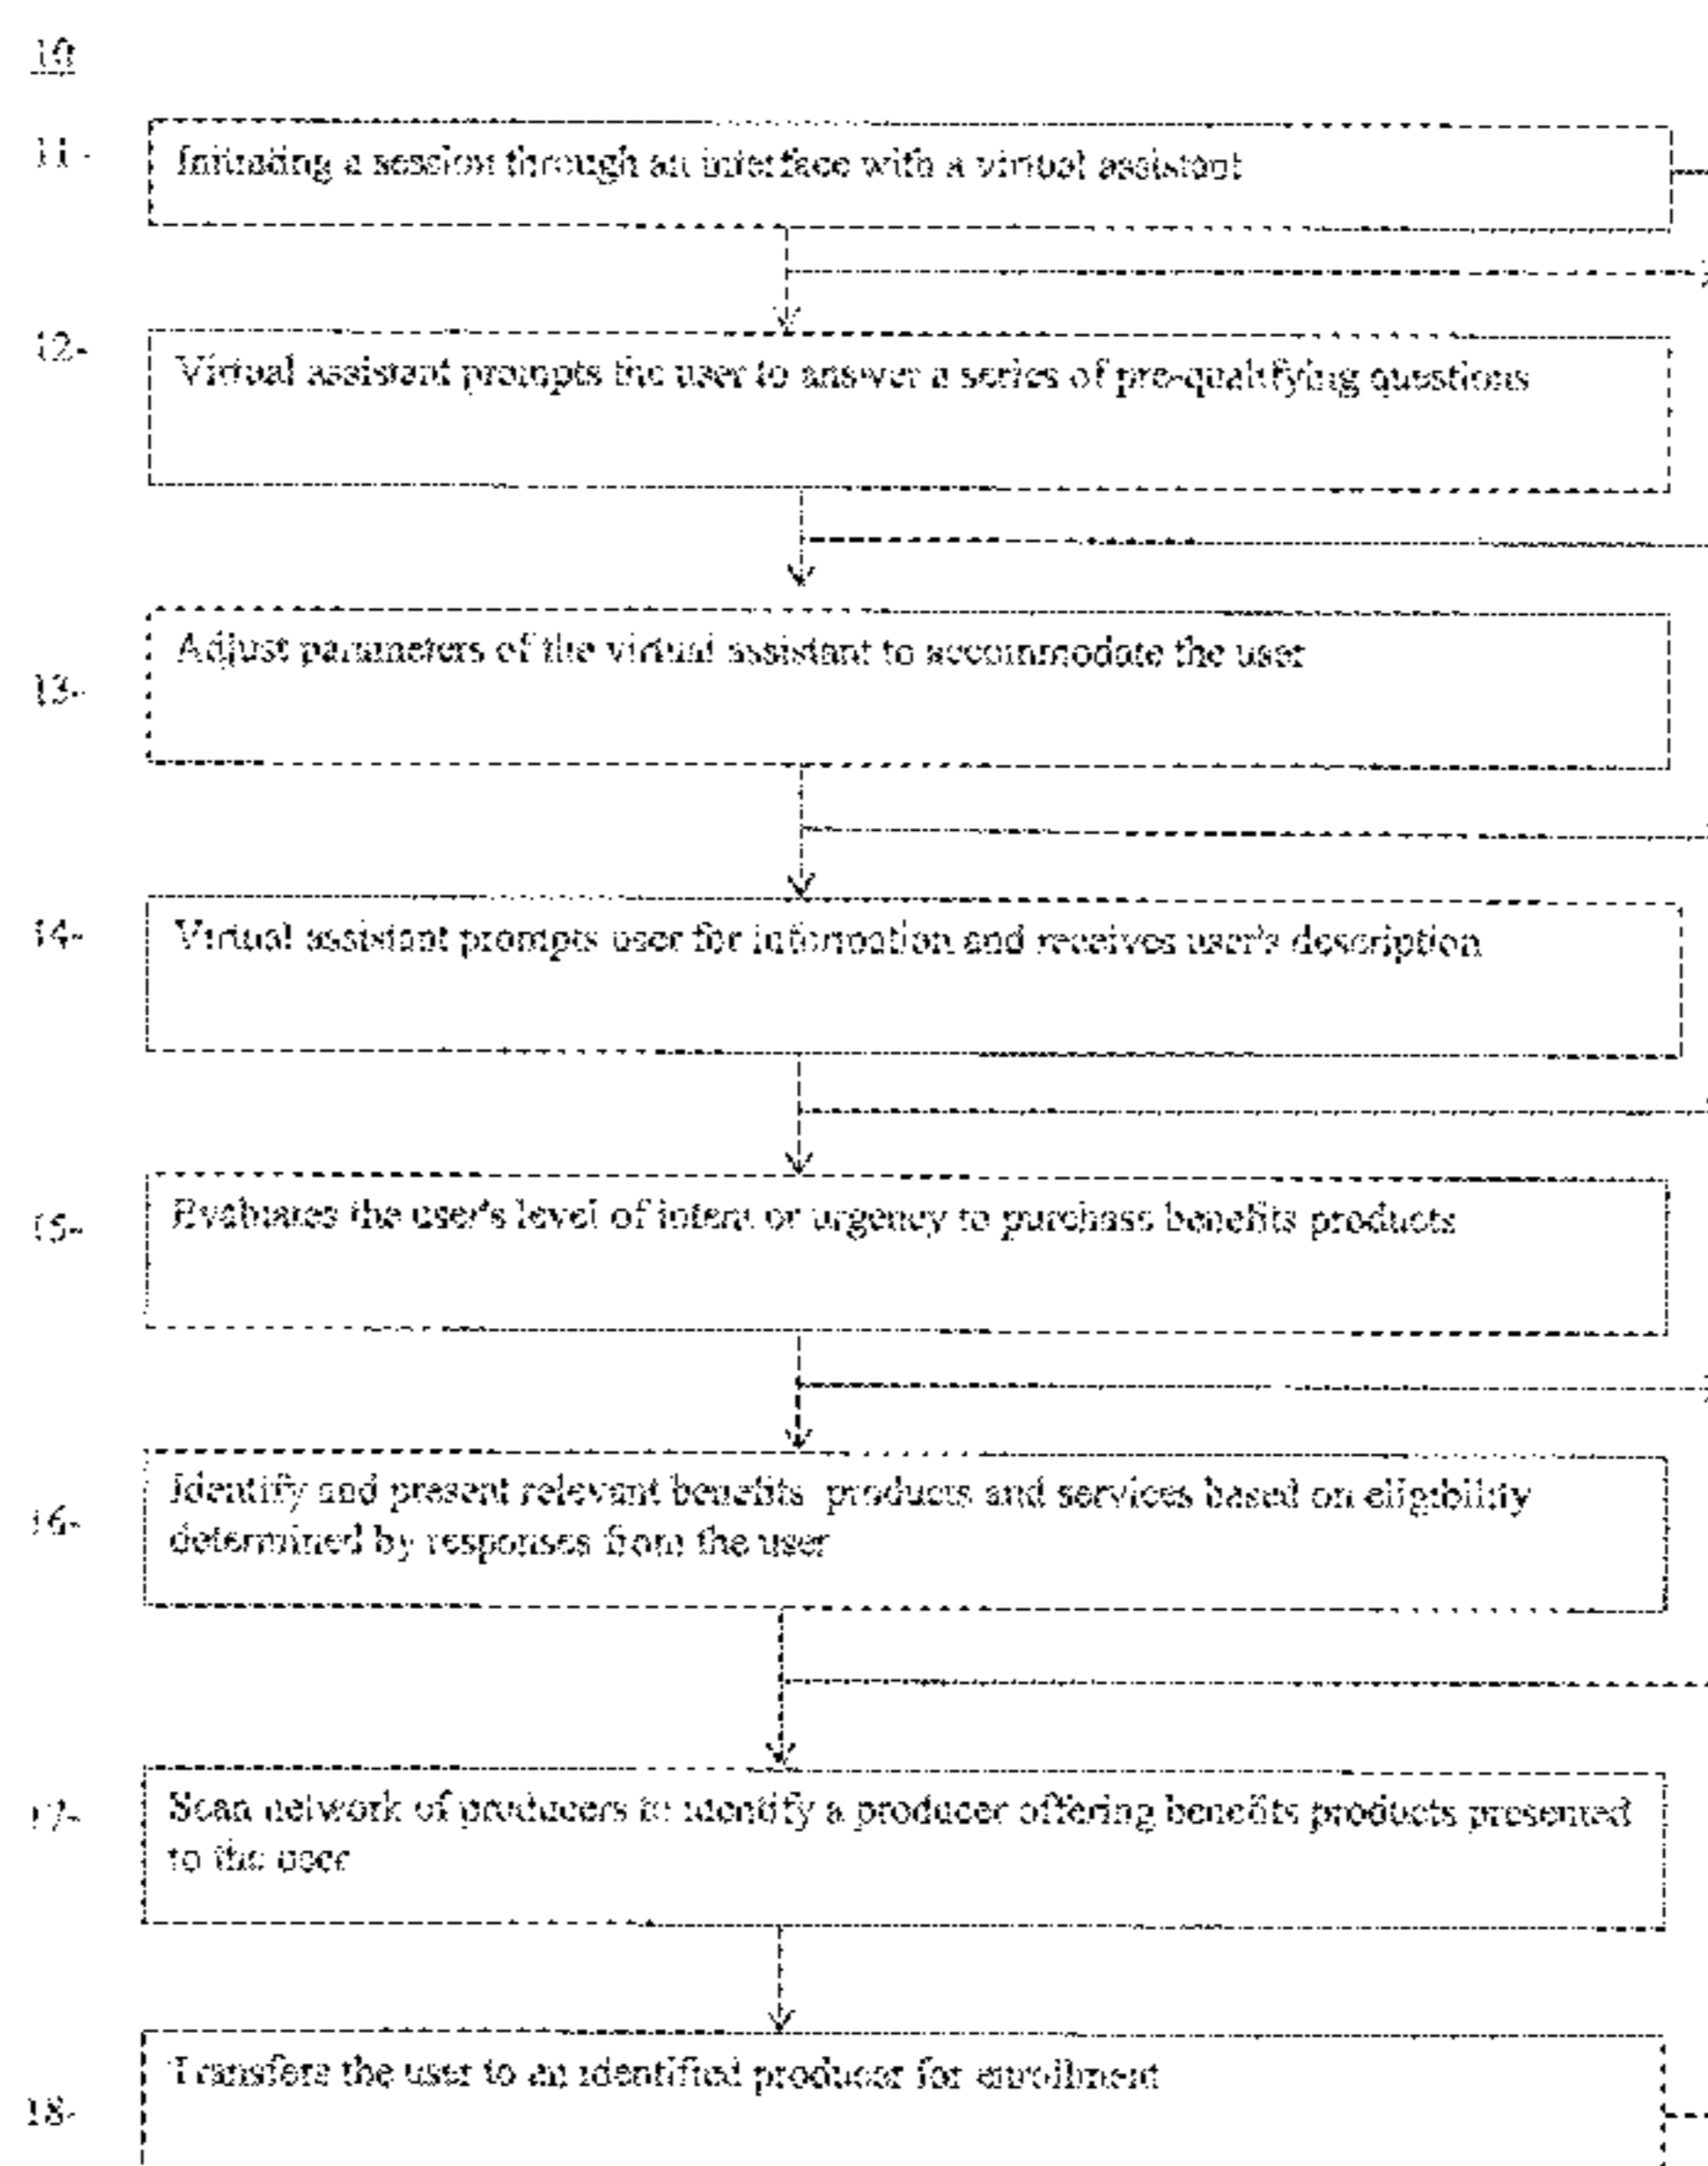 10
11 -
Initiating a session through an interface with a virtual assistant
12-
Virtual assistant prompts the user to answer a series of pre-qualifying questions
Adjust parameters of the virtual assistant to accommodate the user
13-
14-
Virtual assistant prompts user for information and receives user's description
15-
Evaluates the user's level of intent or urgency to purchase benefits products
Identify and present relevant benefits products and services based on eligibility
16-
determined by responses from the user
17-
Scan network of producers to identify a producer offering benefits products presented
to the user
Transfers the user to an identified producer for enrollment
18-